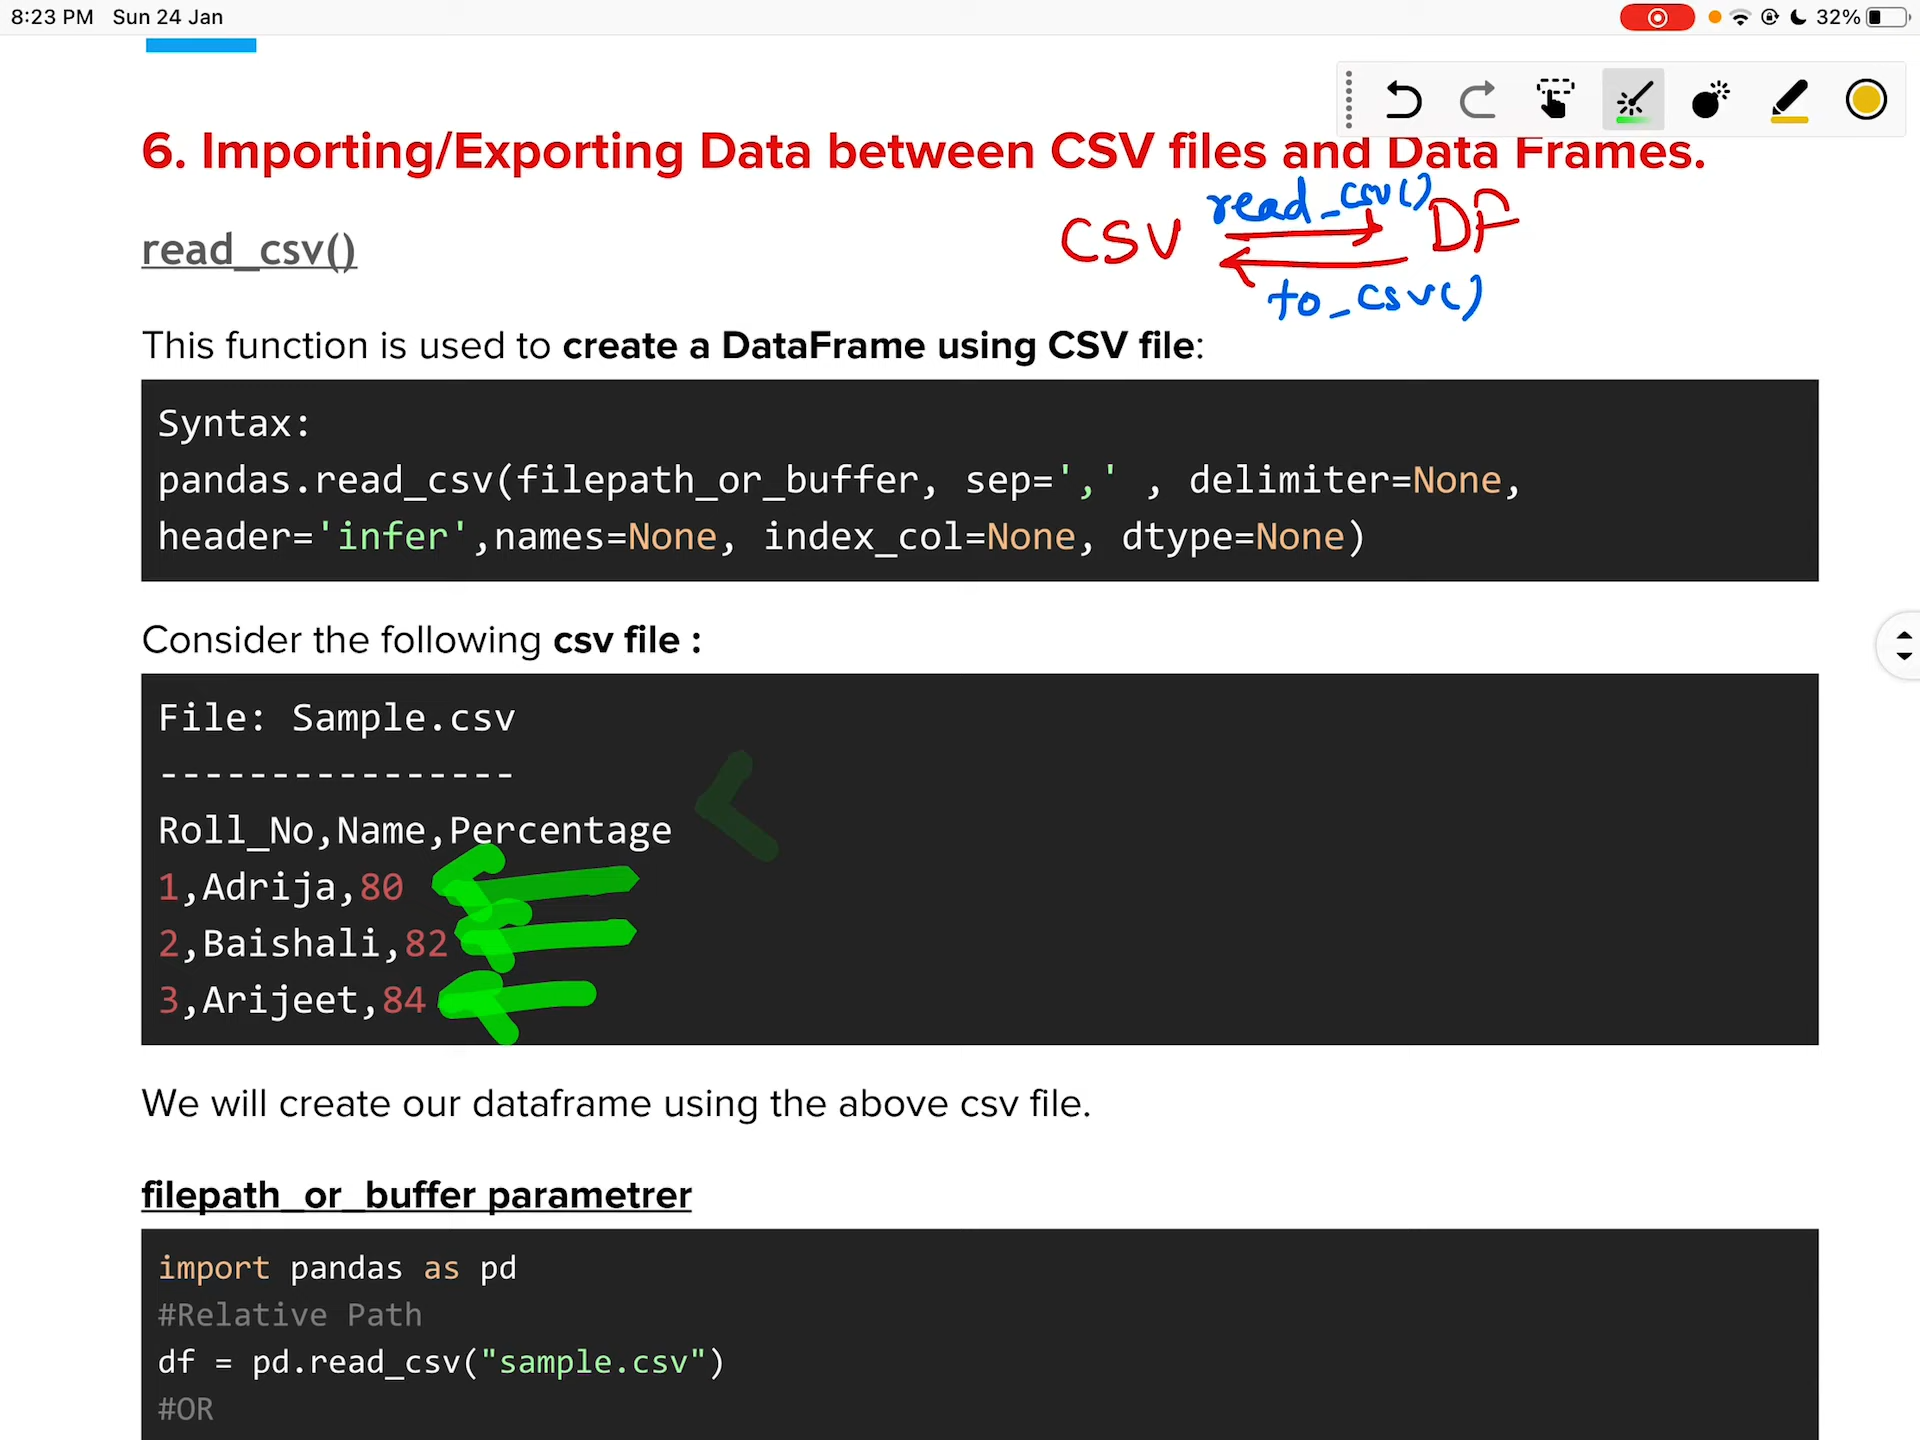 8:23 PM Sun 24 Jan
32%
6. Importing/Exporting Data between CSV files and Data Frames.
read_csv()
CSV DF
to_csv()
read_csv()
This function is used to create a DataFrame using CSV file:
Syntax:
pandas.read_csv(filepath_or_buffer, sep=',' , delimiter=None,
header='infer',names=None, index_col=None, dtype=None)
Consider the following csv file :
File: Sample.csv
----------------
Roll_No,Name,Percentage
1,Adrija,80
2,Baishali,82
3,Arijeet,84
We will create our dataframe using the above csv file.
filepath_or_buffer parametrer
import pandas as pd
#Relative Path
df = pd.read_csv("sample.csv")
#OR